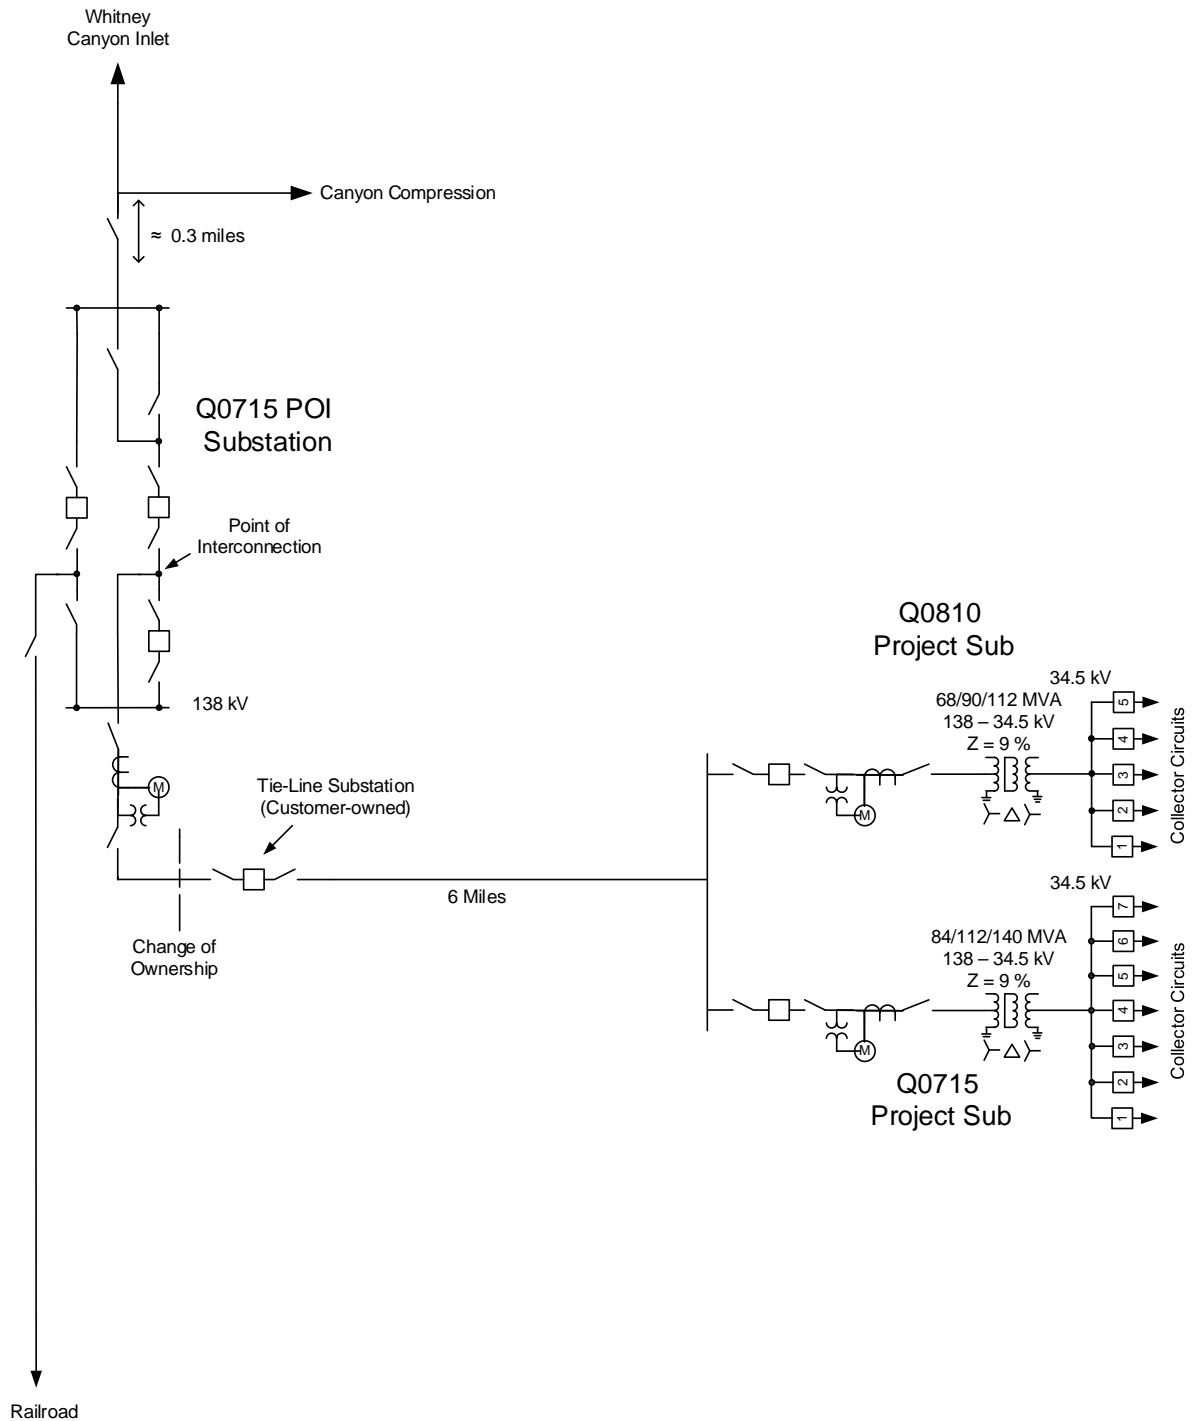 Whitney
Canyon Inlet
Canyon Compression
≈ 0.3 miles
Q0715 POI
Substation
Point of
Interconnection
138 kV
M
Tie-Line Substation
(Customer-owned)
6 Miles
Change of
Ownership
Q0810
Project Sub
34.5 kV
68/90/112 MVA
138 – 34.5 kV
Z = 9 %
M
5
4
3
2
1
Collector Circuits
34.5 kV
84/112/140 MVA
138 – 34.5 kV
Z = 9 %
M
7
6
5
4
3
2
1
Collector Circuits
Q0715
Project Sub
Railroad